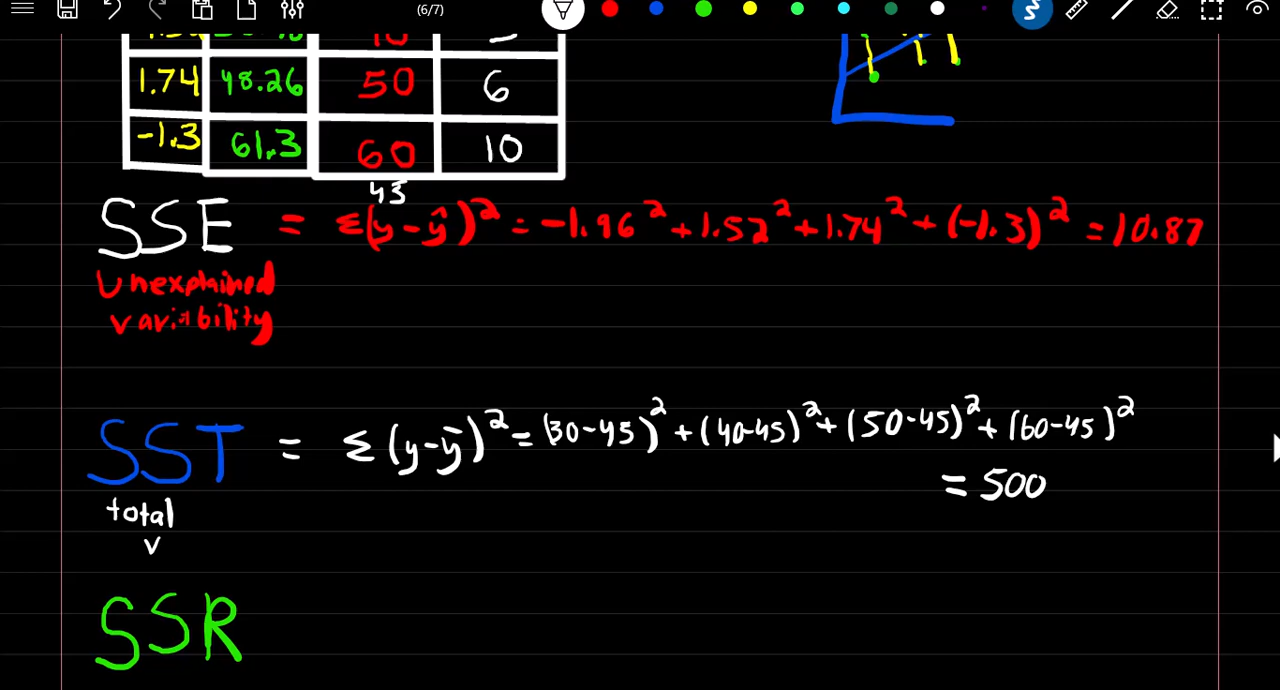 (6/7)
1.74 48.26 50 6
-1.3 61.3 60 10
45
SSE = Σ(y-ŷ)² = -1.96² + 1.52² + 1.74² + (-1.3)² = 10.87
Unexplained
variability
SST = Σ(y-ȳ)² = (30-45)² + (40-45)² + (50-45)² + (60-45)²
= 500
total
v
SSR